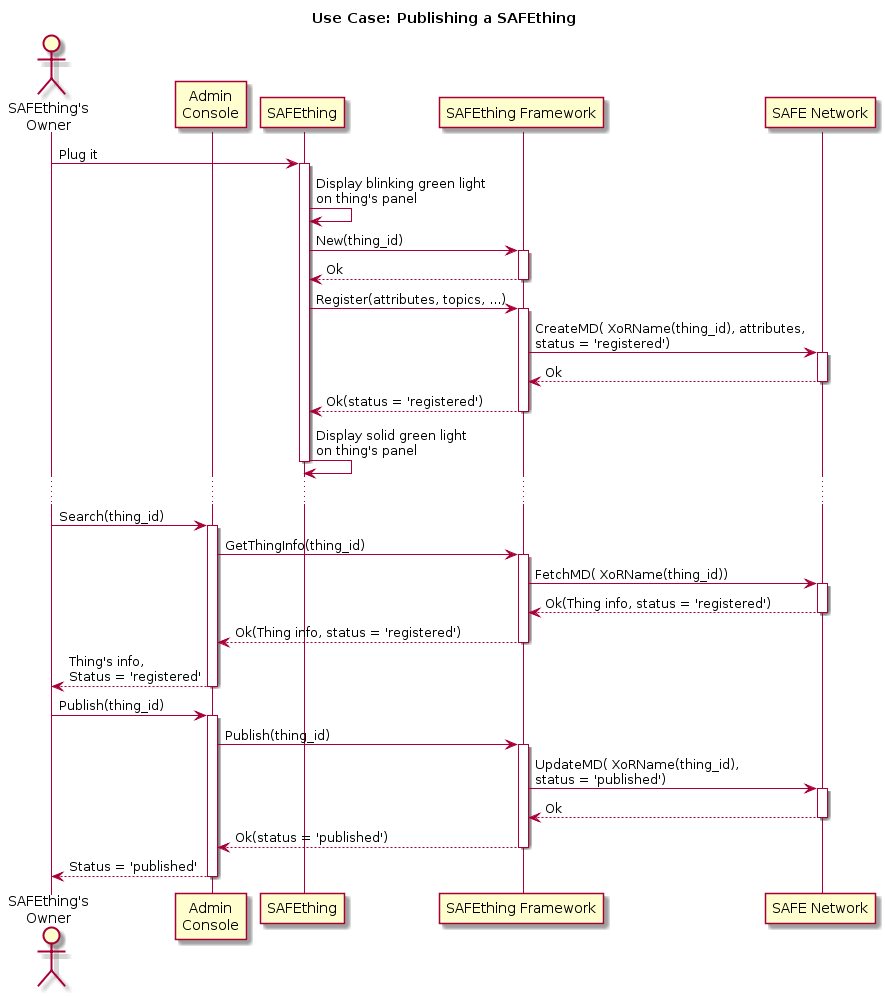 Use Case: Publishing a SAFEthing
SAFEthing's
Owner
Admin
Console
SAFEthing
SAFEthing Framework
SAFE Network
Plug it
Display blinking green light
on thing's panel
New(thing_id)
Ok
Register(attributes, topics, ...)
CreateMD( XoRName(thing_id), attributes,
status = 'registered')
Ok
Ok(status = 'registered')
Display solid green light
on thing's panel
Search(thing_id)
GetThingInfo(thing_id)
FetchMD( XoRName(thing_id))
Ok(Thing info, status = 'registered')
Ok(Thing info, status = 'registered')
Thing's info,
Status = 'registered'
Publish(thing_id)
Publish(thing_id)
UpdateMD( XoRName(thing_id),
status = 'published')
Ok
Ok(status = 'published')
Status = 'published'
SAFEthing's
Owner
Admin
Console
SAFEthing
SAFEthing Framework
SAFE Network